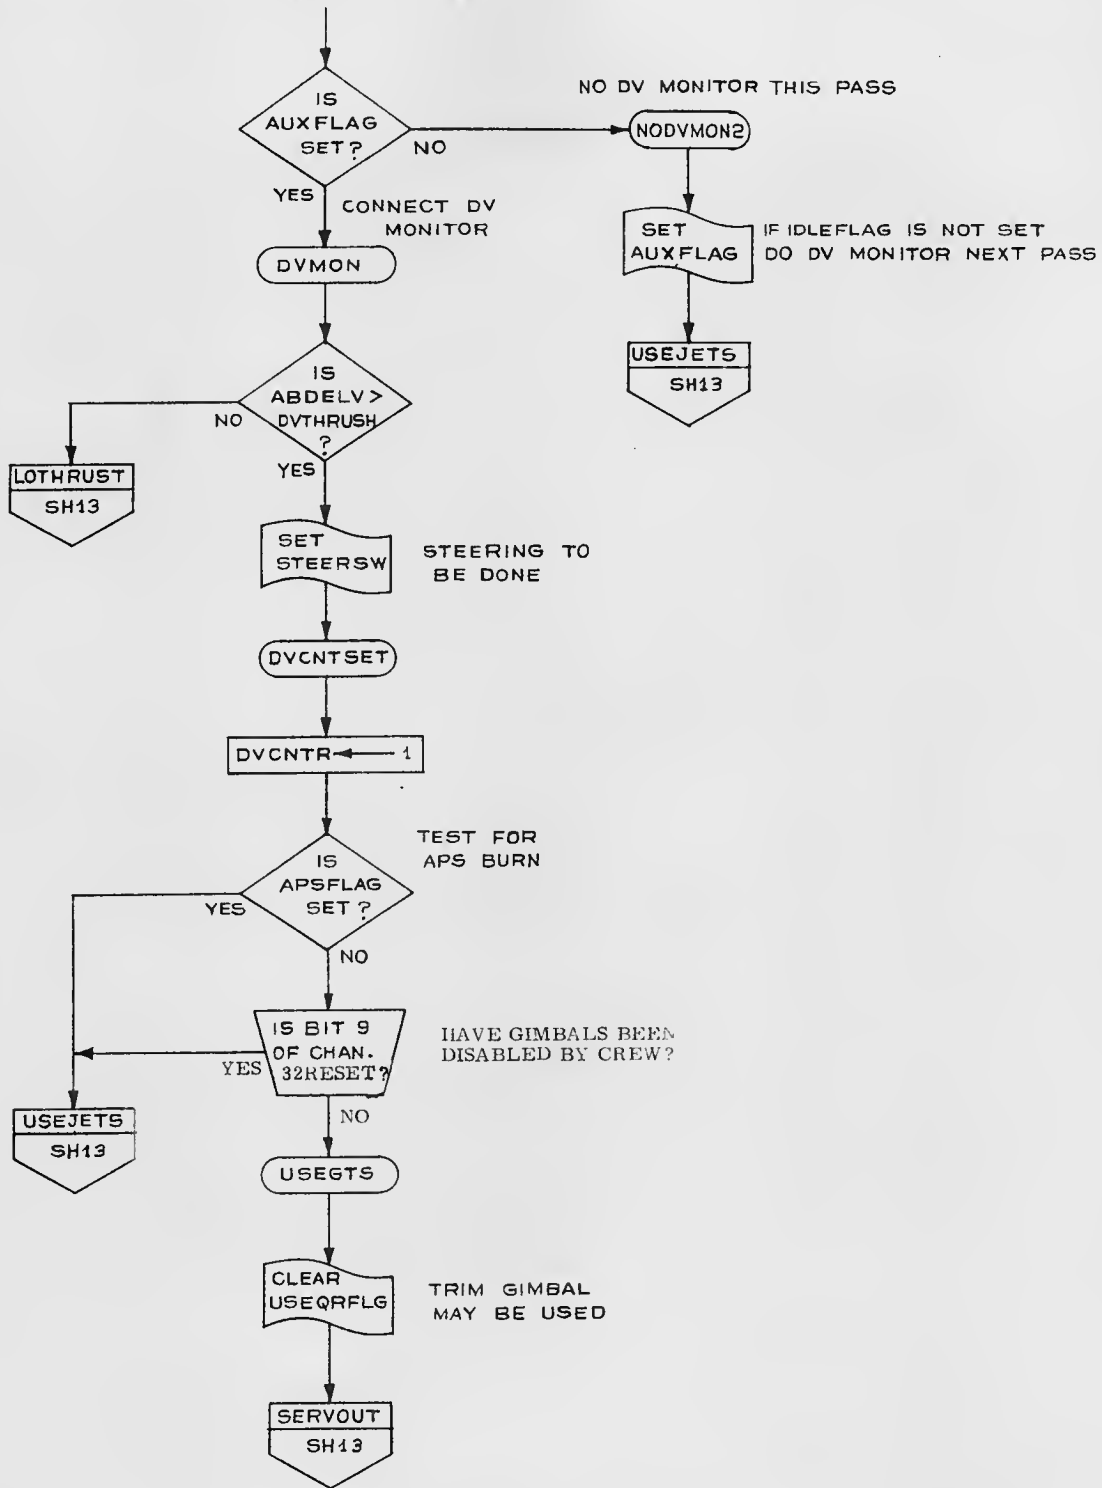 IS
AUXFLAG
SET?
NO
YES
NO DV MONITOR THIS PASS
NODVMON2
SET
AUXFLAG
IF IDLEFLAG IS NOT SET
DO DV MONITOR NEXT PASS
USEJETS
SH13
CONNECT DV
MONITOR
DVMON
IS
ABDELV>
DVTHRUSH
?
NO
YES
LOTHRUST
SH13
SET
STEERSW
STEERING TO
BE DONE
DVCNTSET
DVCNTR 1
TEST FOR
APS BURN
IS
APSFLAG
SET?
YES
NO
IS BIT 9
OF CHAN.
32RESET?
HAVE GIMBALS BEEN
DISABLED BY CREW?
YES
NO
USEJETS
SH13
USEGTS
CLEAR
USEQRFLG
TRIM GIMBAL
MAY BE USED
SERVOUT
SH13